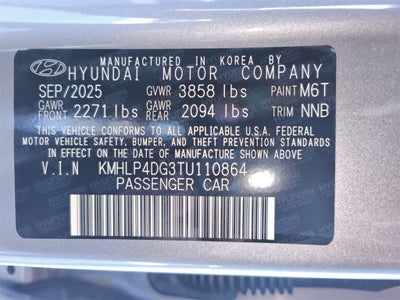 MANUFACTURED IN KOREA BY
HYUNDAI MOTOR COMPANY
SEP/2025 GVWR 3858 lbs PAINT M6T
GAWR FRONT 2271 lbs GAWR REAR 2094 lbs TRIM NNB
THIS VEHICLE CONFORMS TO ALL APPLICABLE U.S.A. FEDERAL
MOTOR VEHICLE SAFETY, BUMPER, AND THEFT PREVENTION STANDARDS
IN EFFECT ON THE DATE OF MANUFACTURE SHOWN ABOVE.
V.I.N KMHLP4DG3TU110864
PASSENGER CAR